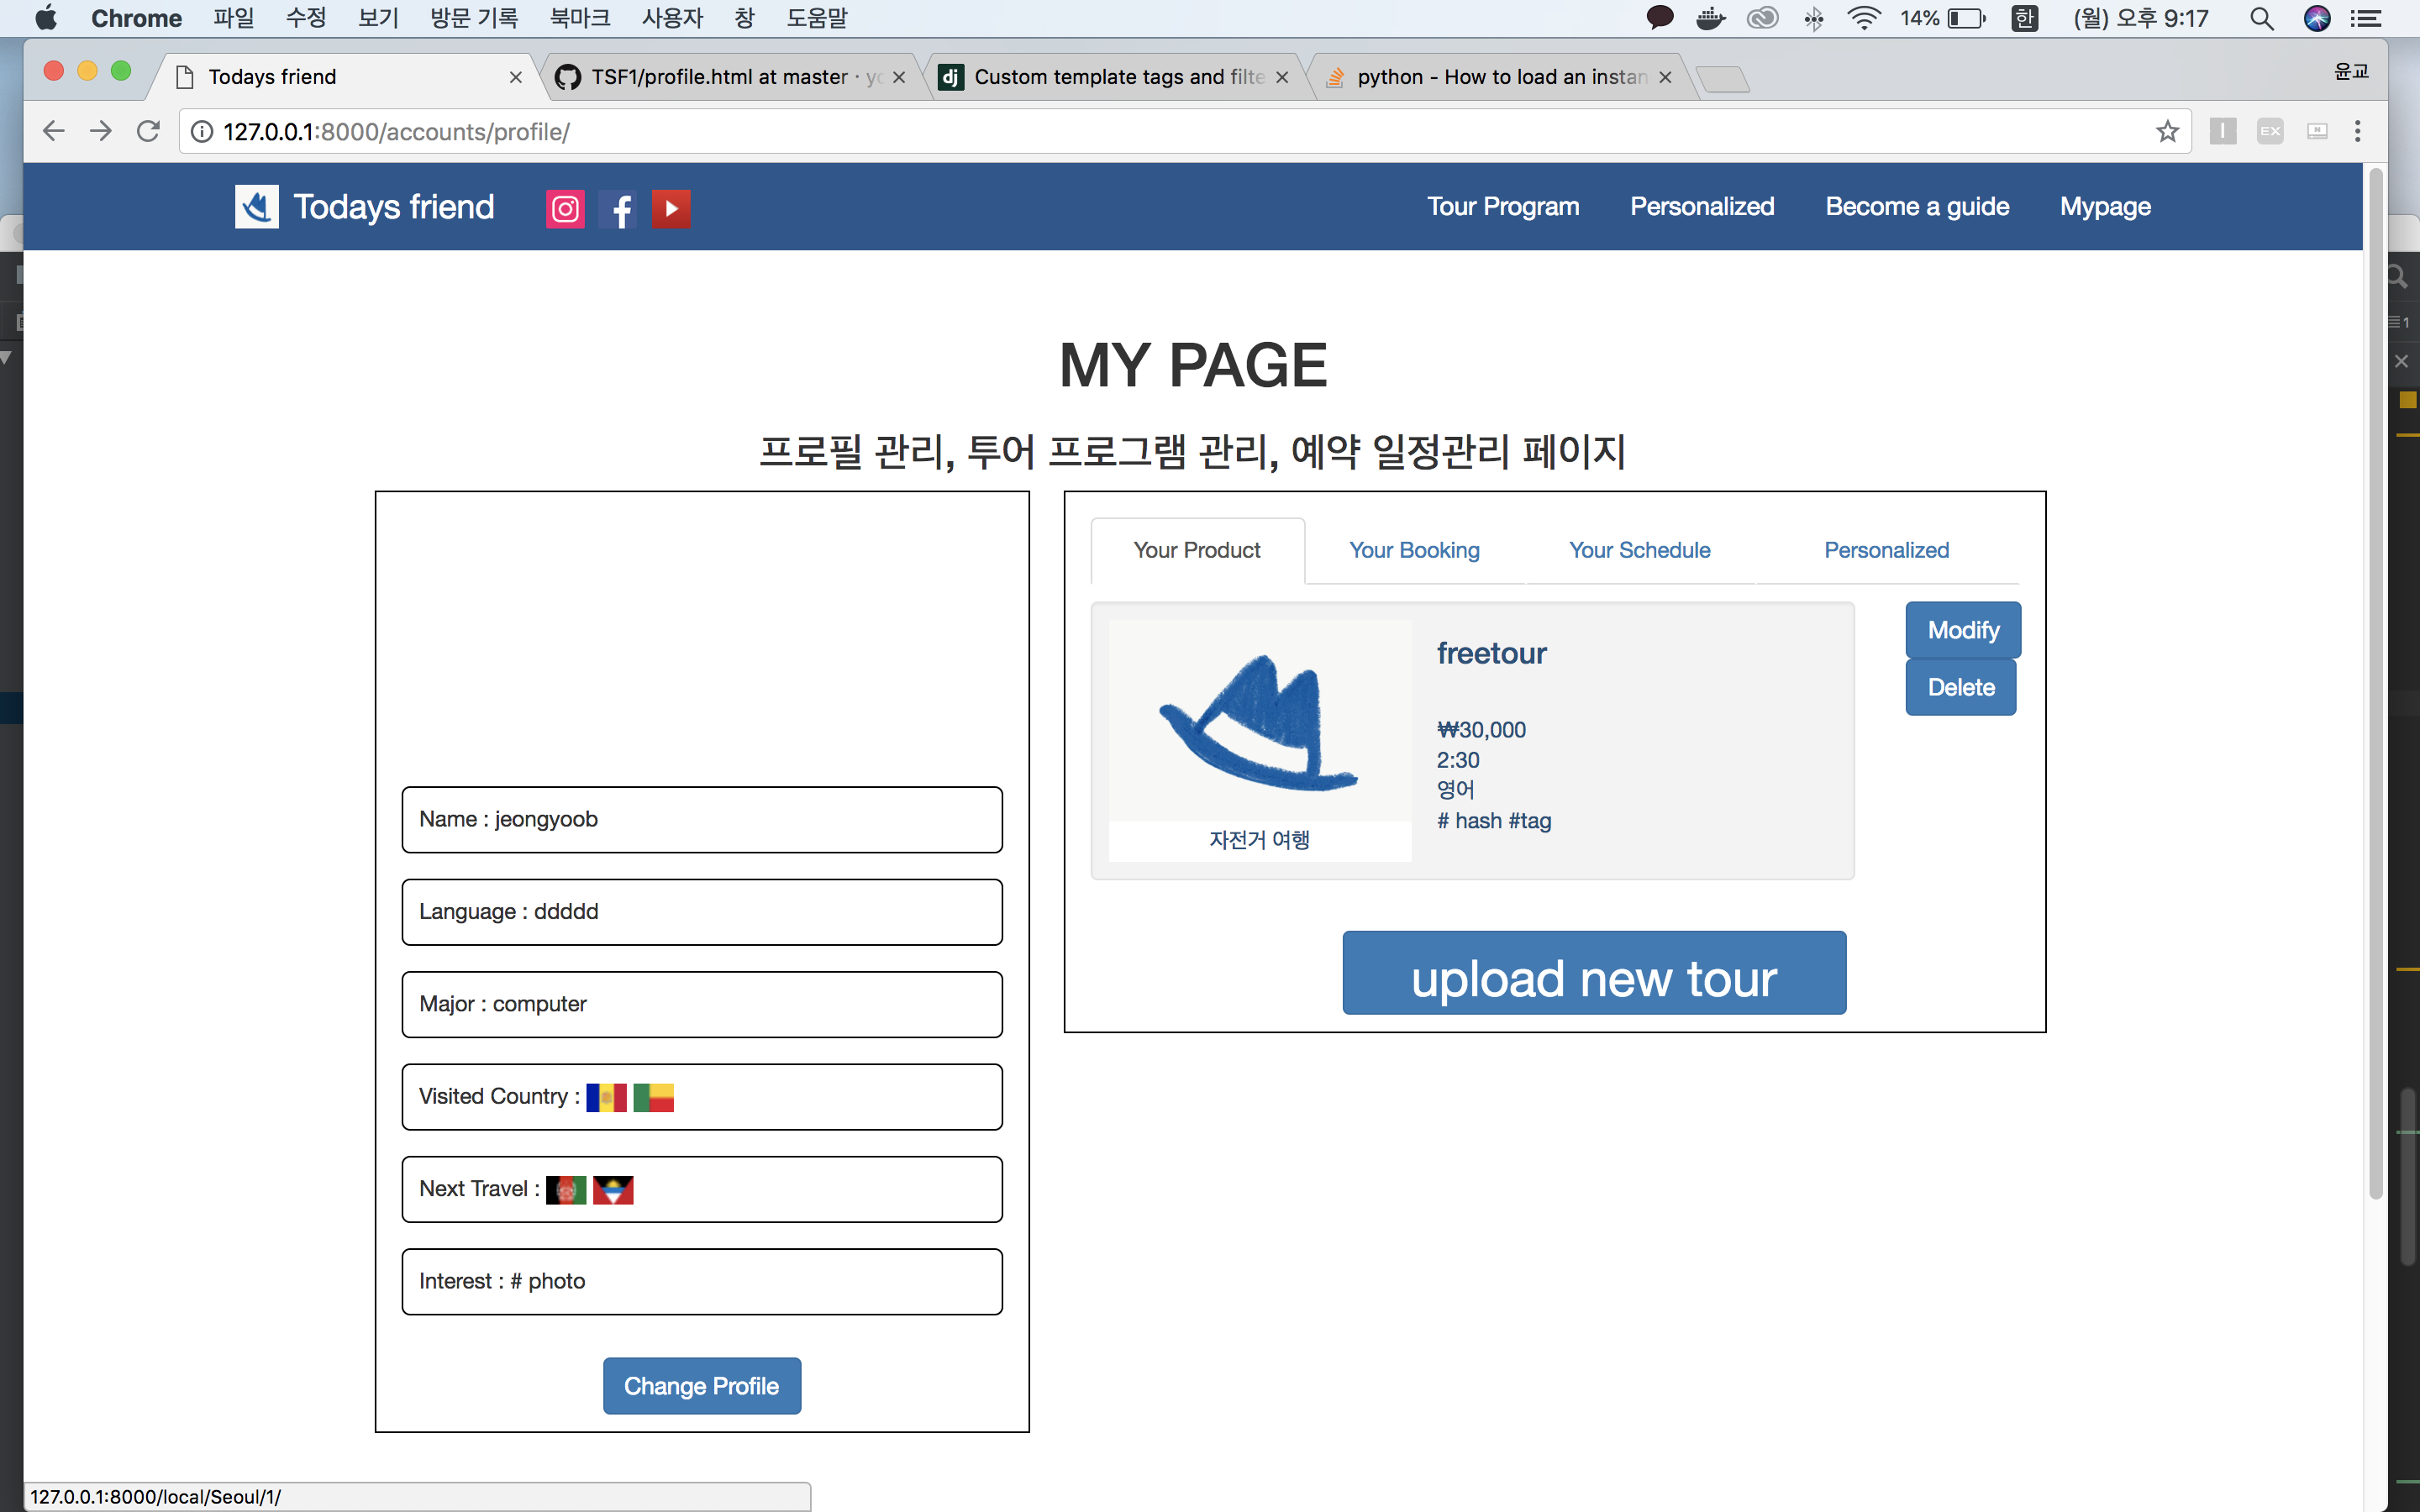 Chrome 파일 수정 보기 방문 기록 북마크 사용자 창 도움말 14% 한 (월) 오후 9:17
Todays friend
TSF1/profile.html at master · yo
Custom template tags and filte
python - How to load an instan
윤교
127.0.0.1:8000/accounts/profile/
EX
N
Todays friend
Tour Program Personalized Become a guide Mypage
MY PAGE
프로필 관리, 투어 프로그램 관리, 예약 일정관리 페이지
Name : jeongyoob
Language : ddddd
Major : computer
Visited Country :
Next Travel :
Interest : # photo
Change Profile
Your Product Your Booking Your Schedule Personalized
자전거 여행
freetour
₩30,000
2:30
영어
# hash #tag
Modify
Delete
upload new tour
127.0.0.1:8000/local/Seoul/1/